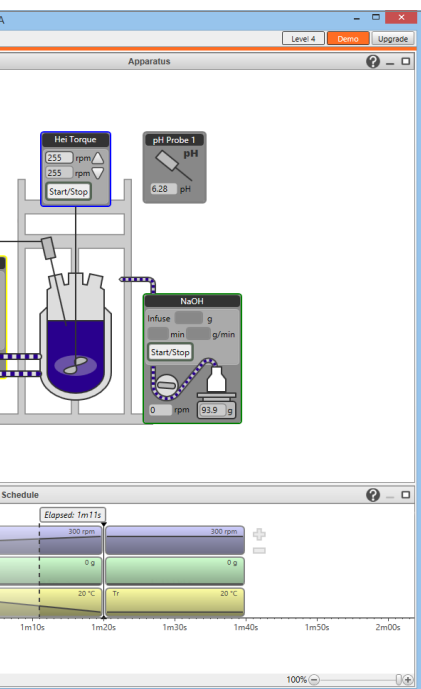 A
Level 4 Demo Upgrade
Apparatus
Hei Torque
255 rpm
255 rpm
Start/Stop
pH Probe 1
pH
6.28 pH
NaOH
Infuse g
min g/min
Start/Stop
0 rpm 93.9 g
Schedule
Elapsed: 1m11s
300 rpm 300 rpm
0 g 0 g
20 °C Tr 20 °C
1m10s 1m20s 1m30s 1m40s 1m50s 2m00s
100%